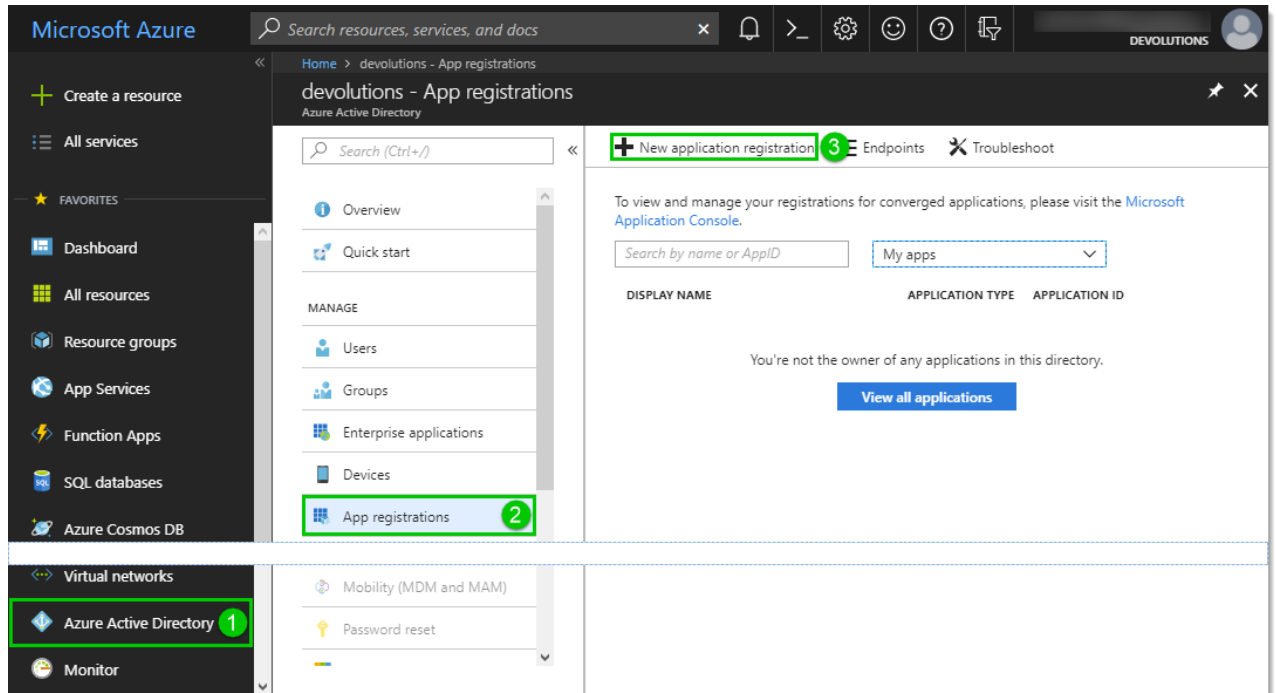 Microsoft Azure
Search resources, services, and docs
DEVOLUTIONS
Home > devolutions - App registrations
devolutions - App registrations
Azure Active Directory
Create a resource
All services
FAVORITES
Dashboard
All resources
Resource groups
App Services
Function Apps
SQL databases
Azure Cosmos DB
Virtual networks
Azure Active Directory 1
Monitor
Search (Ctrl+/)
Overview
Quick start
MANAGE
Users
Groups
Enterprise applications
Devices
App registrations 2
Mobility (MDM and MAM)
Password reset
New application registration 3 Endpoints Troubleshoot
To view and manage your registrations for converged applications, please visit the Microsoft
Application Console.
Search by name or AppID My apps
DISPLAY NAME APPLICATION TYPE APPLICATION ID
You're not the owner of any applications in this directory.
View all applications